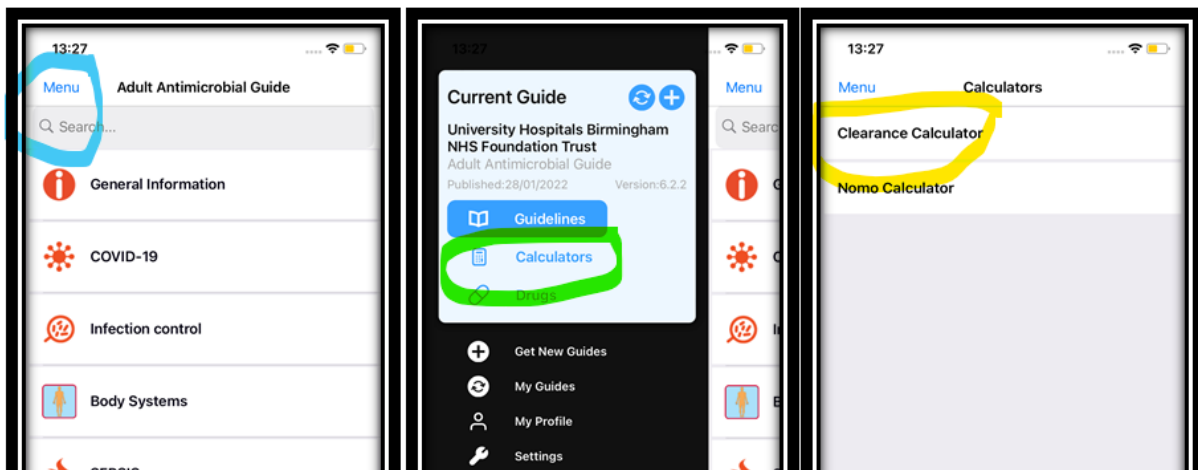 13:27
Menu Adult Antimicrobial Guide
Search...
General Information
COVID-19
Infection control
Body Systems
13:27
Current Guide
University Hospitals Birmingham
NHS Foundation Trust
Adult Antimicrobial Guide
Published:28/01/2022 Version:6.2.2
Guidelines
Calculators
Drugs
Get New Guides
My Guides
My Profile
Settings
Menu
Searc
13:27
Menu Calculators
Clearance Calculator
Nomo Calculator